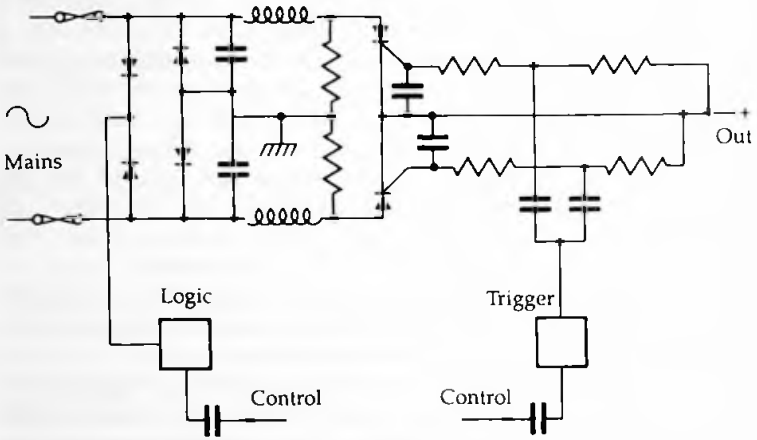 Mains
Out
Logic
Trigger
Control
Control